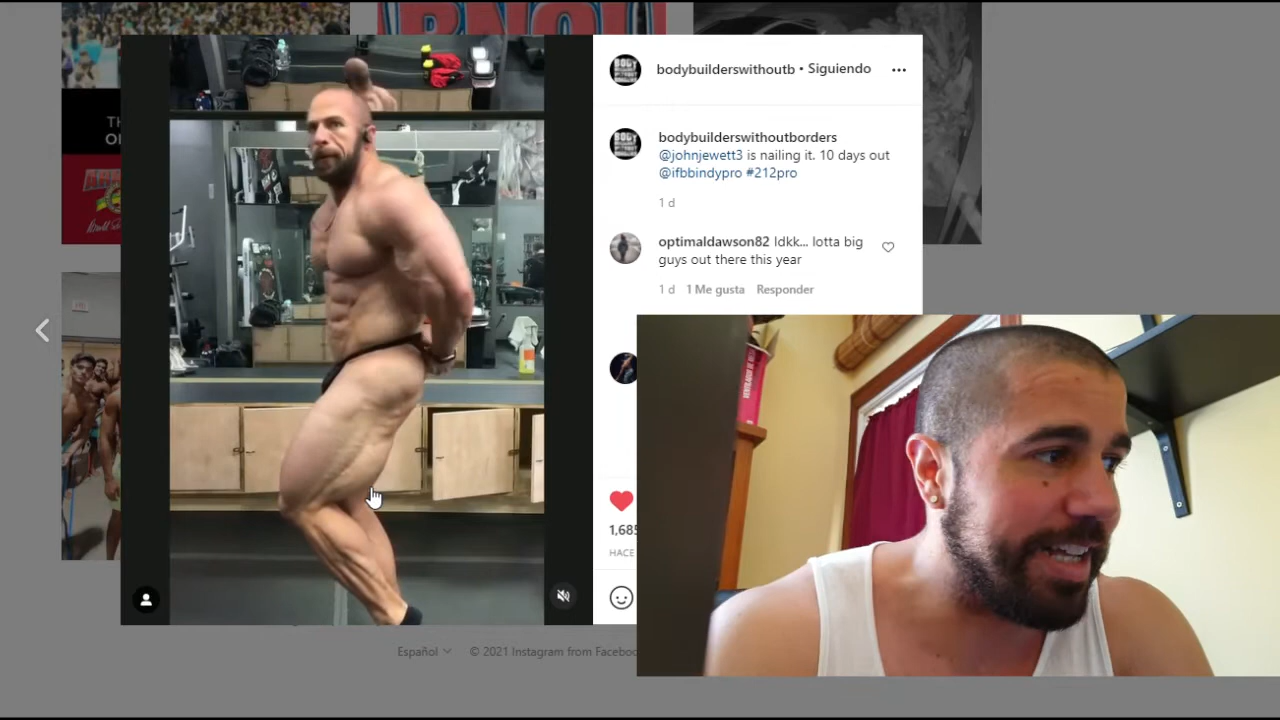 bodybuilderswithoutb • Siguiendo
bodybuilderswithoutborders
@johnjewett3 is nailing it. 10 days out
@ifbbindypro #212pro
1 d
optimaldawson82 Idkk... lotta big
guys out there this year
1 d 1 Me gusta Responder
1,685
HACE
Español
© 2021 Instagram from Faceboo